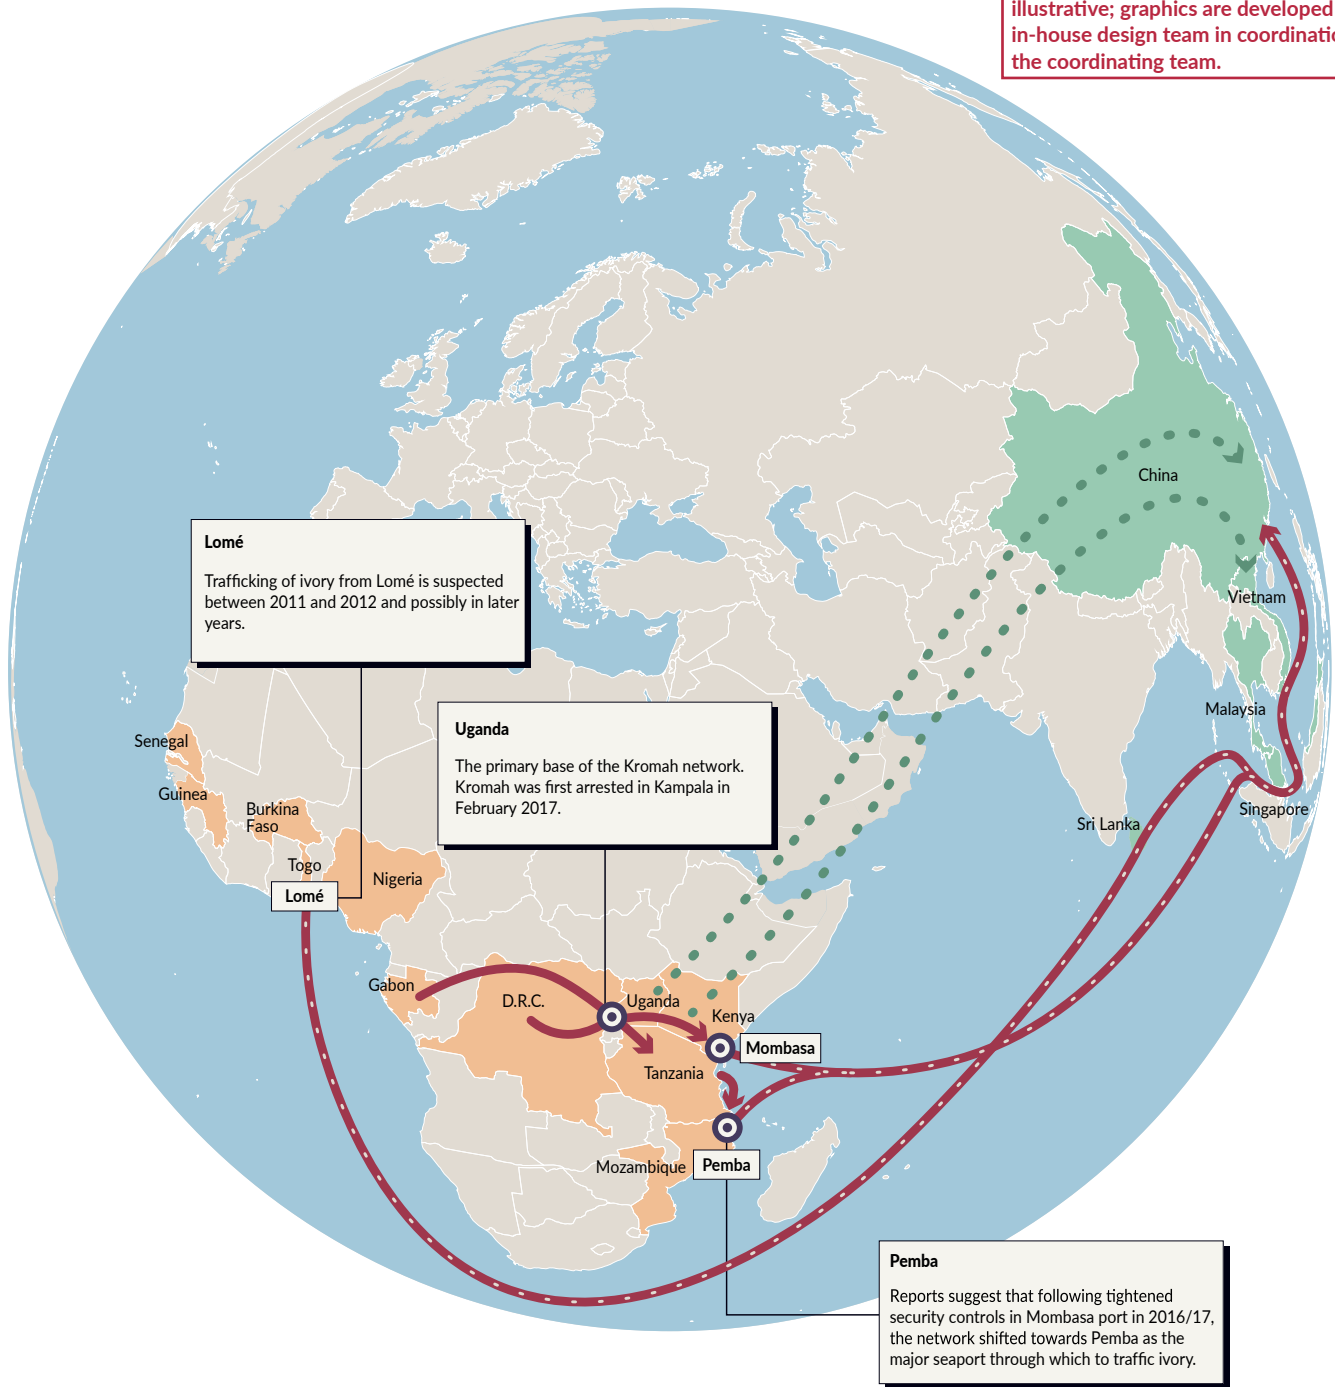 illustrative; graphics are developed
in-house design team in
the coordinating team.
China
Lomé
Trafficking of ivory from Lomé is suspected
between 2011 and 2012 and possibly in later
years.
Vietnam
Malaysia
Uganda
The primary base of the Kromah network.
Kromah was first arrested in Kampala in
February 2017.
Senegal
Guinea
Burkina
Faso
Singapore
Sri Lanka
Togo
Nigeria
Lomé
Gabon
D.R.C.
Uganda
Kenya
Mombasa
Tanzania
Mozambique
Pemba
Pemba
Reports suggest that following tightened
security controls in Mombasa port in 2016/17,
the network shifted towards Pemba as the
major seaport through which to traffic ivory.